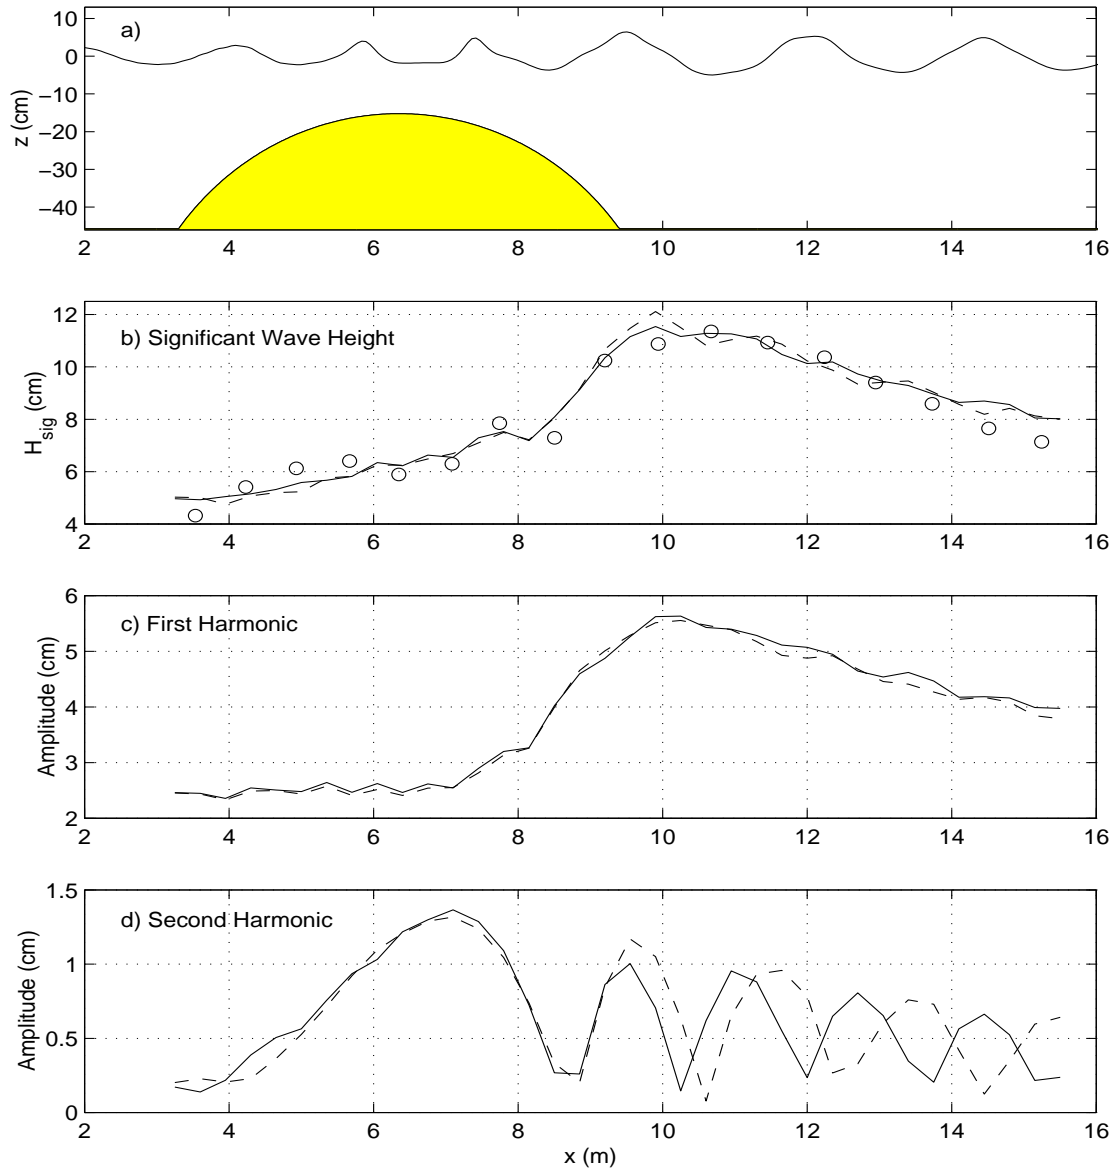 a)
10
0
−10
−20
−30
−40
z (cm)
2 4 6 8 10 12 14 16
b) Significant Wave Height
12
10
8
6
4
H_sig (cm)
2 4 6 8 10 12 14 16
c) First Harmonic
6
5
4
3
2
Amplitude (cm)
2 4 6 8 10 12 14 16
d) Second Harmonic
1.5
1
0.5
0
Amplitude (cm)
2 4 6 8 10 12 14 16
x (m)